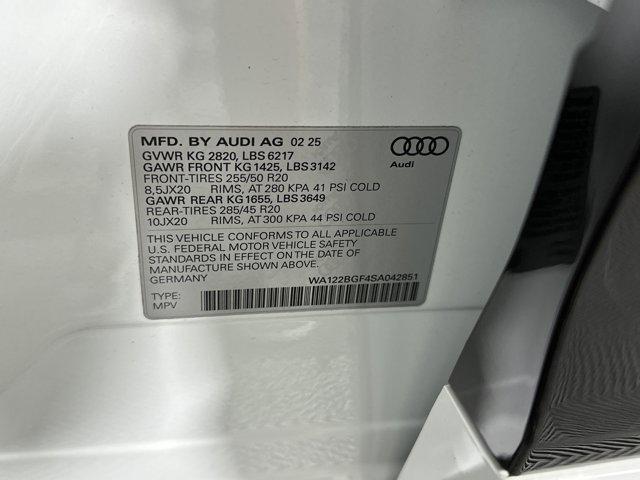 MFD. BY AUDI AG 02 25
GVWR KG 2820, LBS 6217
GAWR FRONT KG 1425, LBS 3142
FRONT-TIRES 255/50 R20
8,5JX20 RIMS, AT 280 KPA 41 PSI COLD
GAWR REAR KG 1655, LBS 3649
REAR-TIRES 285/45 R20
10JX20 RIMS, AT 300 KPA 44 PSI COLD
Audi
THIS VEHICLE CONFORMS TO ALL APPLICABLE
U.S. FEDERAL MOTOR VEHICLE SAFETY
STANDARDS IN EFFECT ON THE DATE OF
MANUFACTURE SHOWN ABOVE.
GERMANY WA122BGF4SA042851
TYPE:
MPV